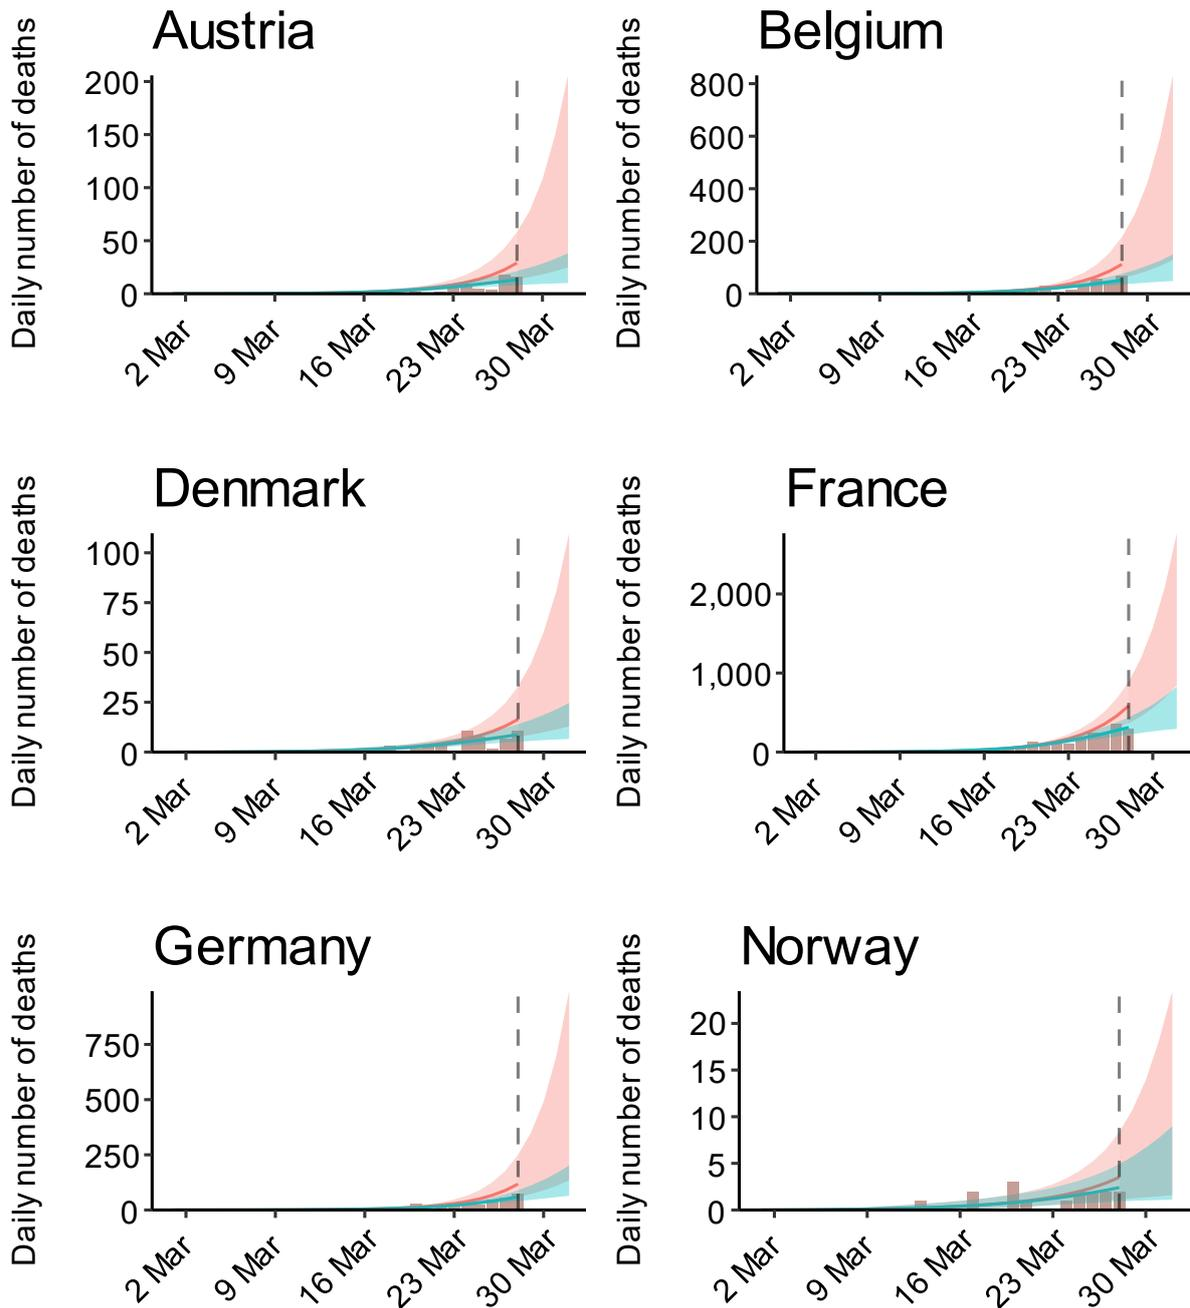 Austria
Daily number of deaths
200
150
100
50
0
2 Mar
9 Mar
16 Mar
23 Mar
30 Mar
Belgium
Daily number of deaths
800
600
400
200
0
2 Mar
9 Mar
16 Mar
23 Mar
30 Mar
Denmark
Daily number of deaths
100
75
50
25
0
2 Mar
9 Mar
16 Mar
23 Mar
30 Mar
France
Daily number of deaths
2,000
1,000
0
2 Mar
9 Mar
16 Mar
23 Mar
30 Mar
Germany
Daily number of deaths
750
500
250
0
2 Mar
9 Mar
16 Mar
23 Mar
30 Mar
Norway
Daily number of deaths
20
15
10
5
0
2 Mar
9 Mar
16 Mar
23 Mar
30 Mar